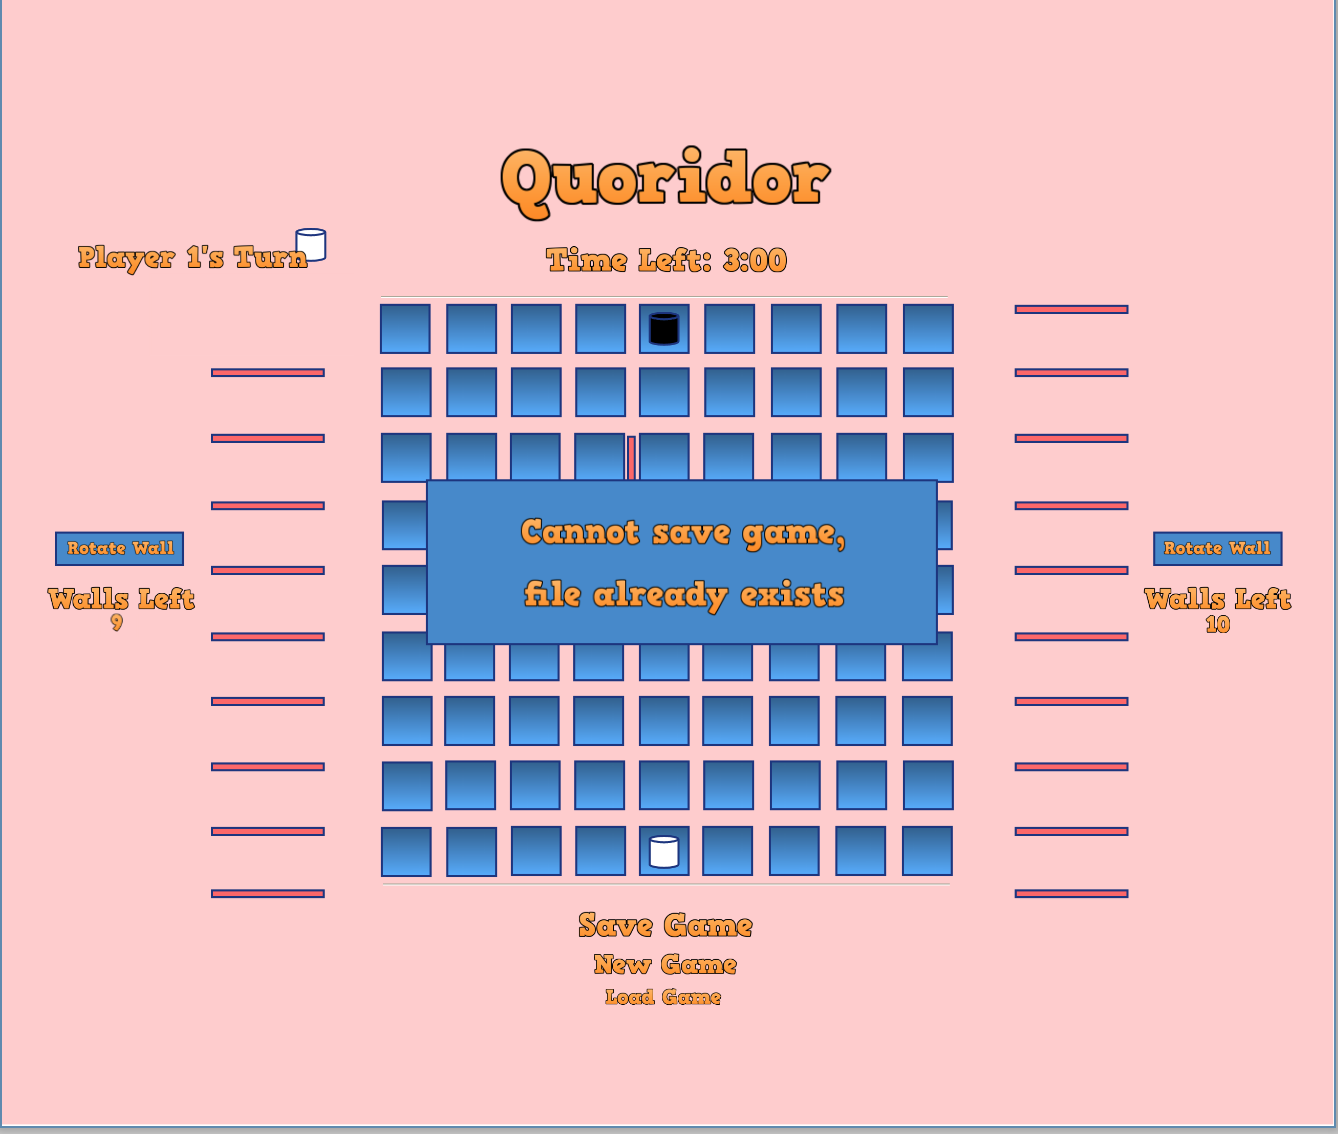 Quoridor
Player 1's Turn
Time Left: 3:00
Cannot save game,
file already exists
Rotate Wall
Walls Left
9
Rotate Wall
Walls Left
10
Save Game
New Game
Load Game